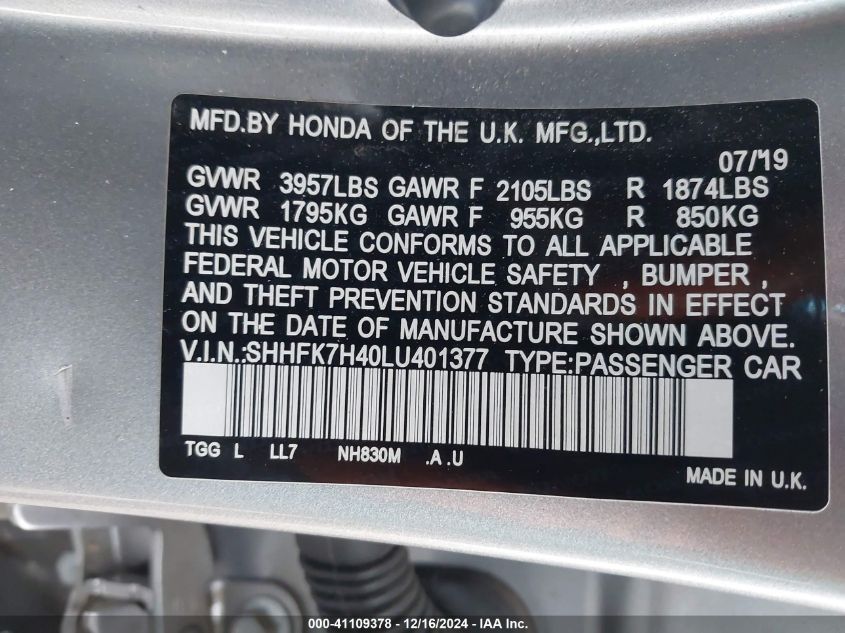 MFD.BY HONDA OF THE U.K. MFG.,LTD.
07/'19
GVWR 3957LBS GAWR F 2105LBS R 1874LBS
GVWR 1795KG GAWR F 955KG R 850KG
THIS VEHICLE CONFORMS TO ALL APPLICABLE
FEDERAL MOTOR VEHICLE SAFETY , BUMPER ,
AND THEFT PREVENTION STANDARDS IN EFFECT
ON THE DATE OF MANUFACTURE SHOWN ABOVE.
V.I.N.:SHHFK7H40LU401377 TYPE:PASSENGER CAR
TGG L LL7 NH830M .A .U
MADE IN U.K.
000-41109378 - 12/16/2024 - IAA Inc.